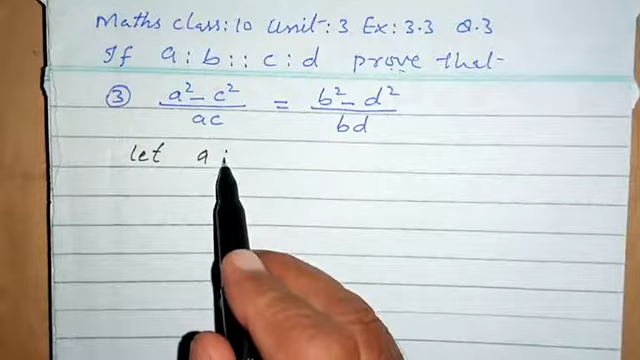 Maths class: 10 Unit: 3 Ex: 3.3 Q.3
If a : b :: c : d prove that
③ (a² - c²)/ac = (b² - d²)/bd
let a :